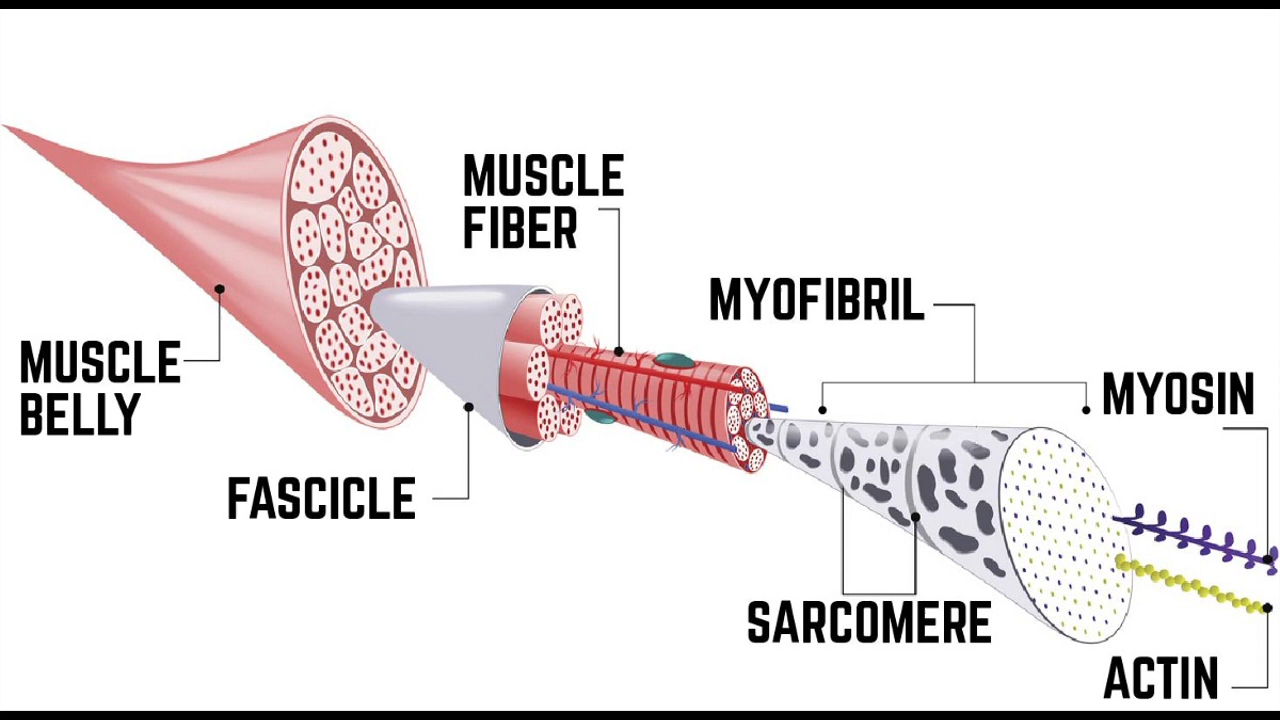 MUSCLE
FIBER
MYOFIBRIL
MUSCLE
BELLY
MYOSIN
FASCICLE
SARCOMERE
ACTIN